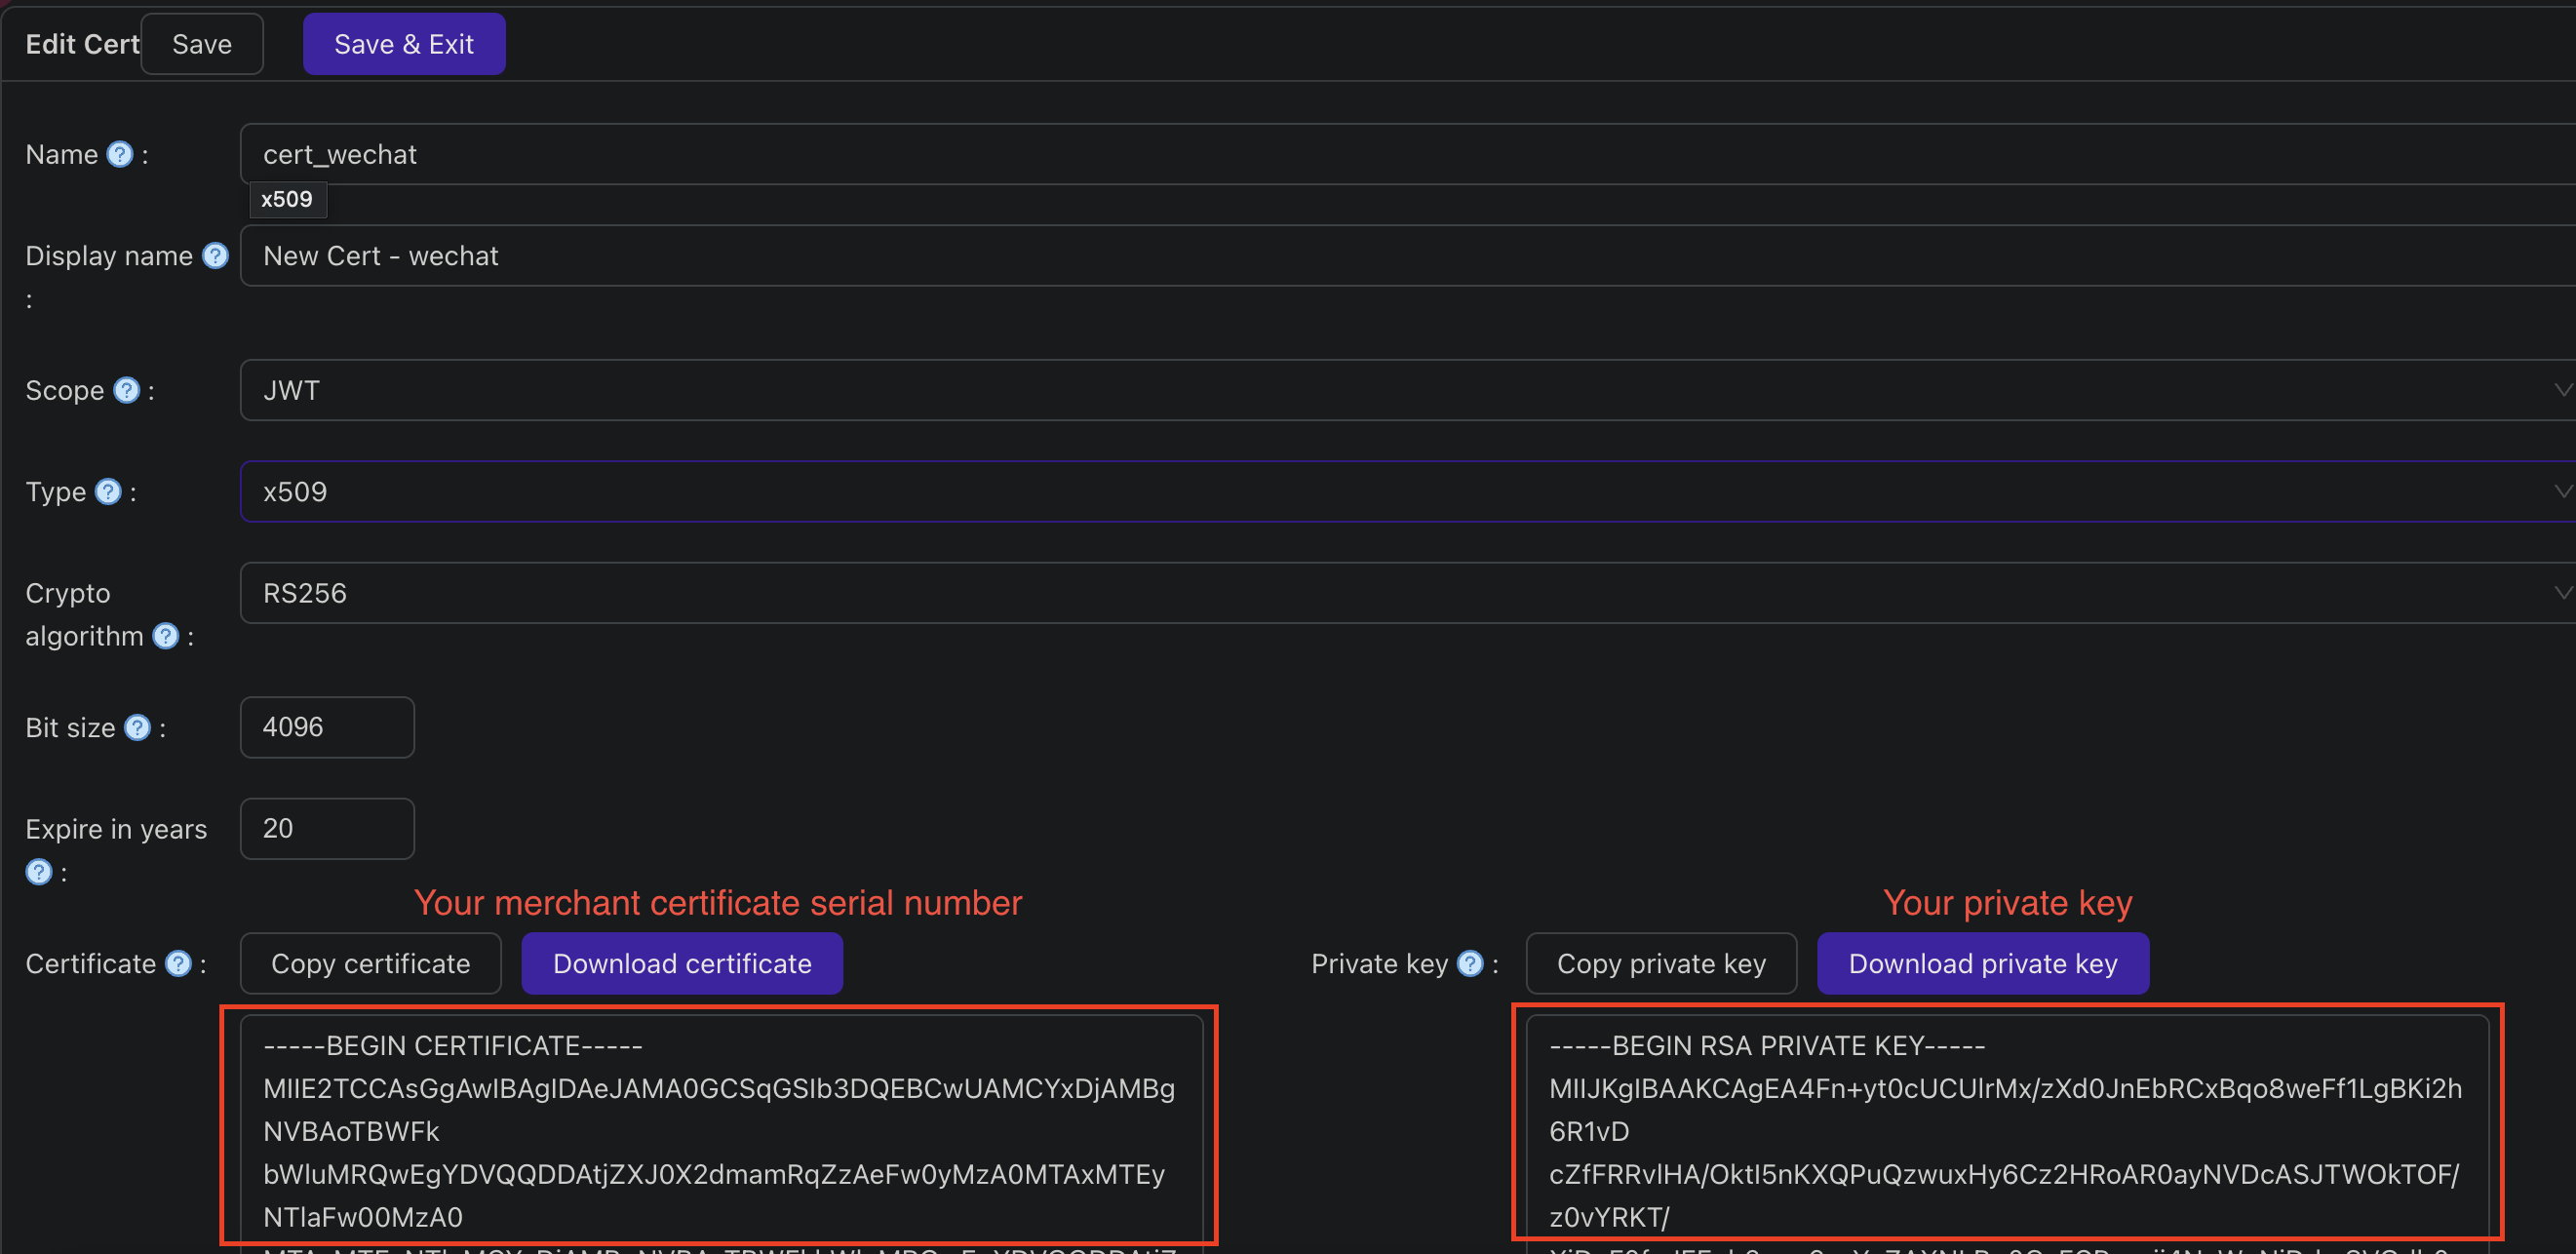 Edit Cert Save Save & Exit
Name ? : cert_wechat
x509
Display name ? : New Cert - wechat
Scope ? : JWT
Type ? : x509
Crypto algorithm ? : RS256
Bit size ? : 4096
Expire in years ? : 20
Your merchant certificate serial number
Your private key
Certificate ? : Copy certificate Download certificate
Private key ? : Copy private key Download private key
-----BEGIN CERTIFICATE-----
MIIE2TCCAsGgAwIBAgIDAeJAMA0GCSqGSIb3DQEBCwUAMCYxDjAMBg
NVBAoTBWFk
bWluMRQwEgYDVQQDDAtjZXJ0X2dmamRqZzAeFw0yMzA0MTAxMTEy
NTlaFw00MzA0
-----BEGIN RSA PRIVATE KEY-----
MIIJKgIBAAKCAgEA4Fn+yt0cUCUlrMx/zXd0JnEbRCxBqo8weFf1LgBKi2h
6R1vD
cZfFRRvlHA/OktI5nKXQPuQzwuxHy6Cz2HRoAR0ayNVDcASJTWOkTOF/
z0vYRKT/